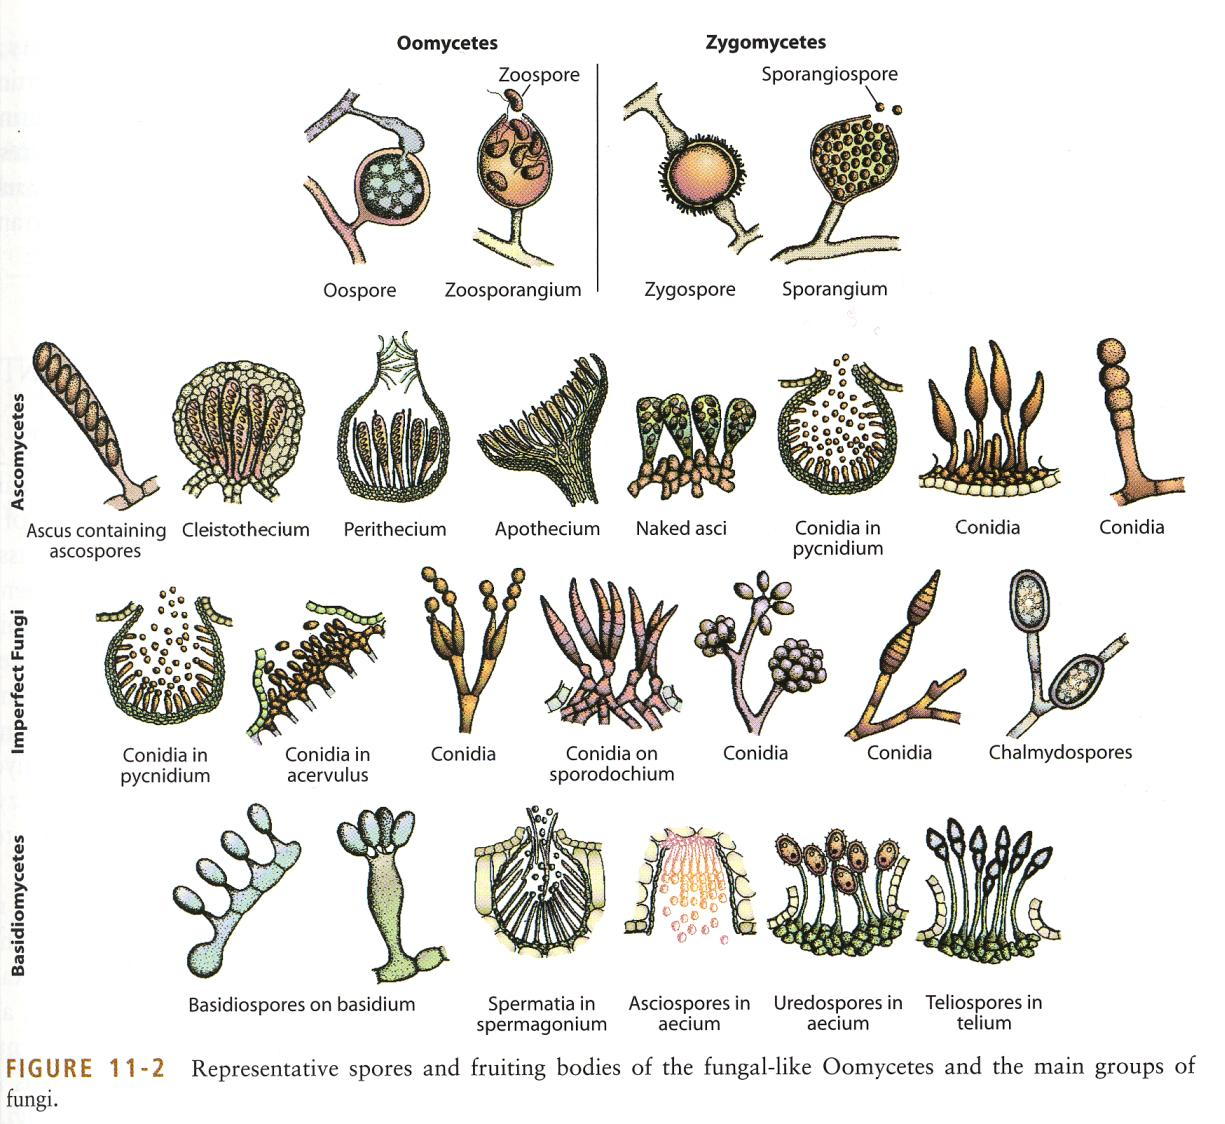 Oomycetes
Zygomycetes
Zoospore
Sporangiospore
Oospore
Zoosporangium
Zygospore
Sporangium
Ascomycetes
Ascus containing
ascospores
Cleistothecium
Perithecium
Apothecium
Naked asci
Conidia in
pycnidium
Conidia
Conidia
Imperfect Fungi
Conidia in
pycnidium
Conidia in
acervulus
Conidia
Conidia on
sporodochium
Conidia
Conidia
Chalmydospores
Basidiomycetes
Basidiospores on basidium
Spermatia in
spermagonium
Asciospores in
aecium
Uredospores in
aecium
Teliospores in
telium
FIGURE 11-2 Representative spores and fruiting bodies of the fungal-like Oomycetes and the main groups of
fungi.